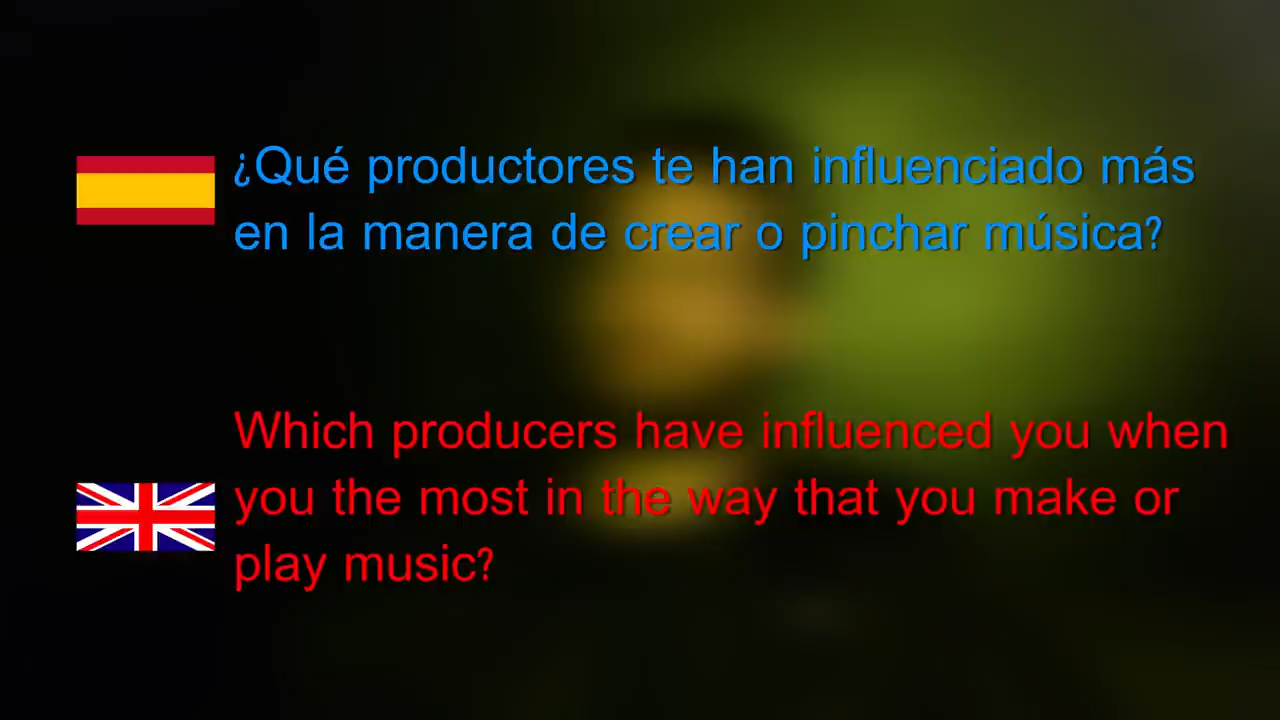 ¿Qué productores te han influenciado más
en la manera de crear o pinchar música?
Which producers have influenced you when
you the most in the way that you make or
play music?